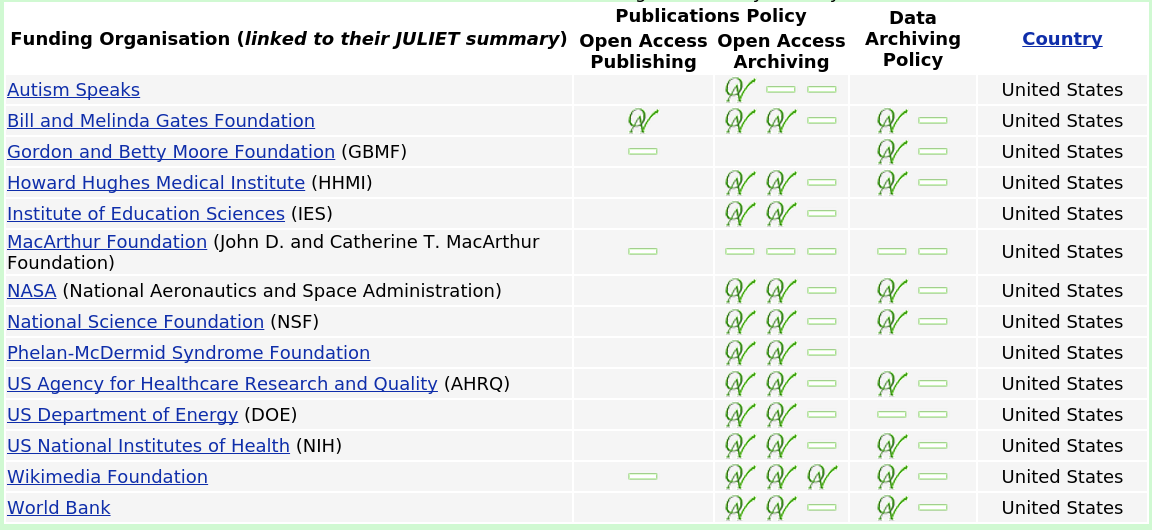 Publications Policy
Data Archiving Policy
Funding Organisation (linked to their JULIET summary)
Open Access Publishing
Open Access Archiving
Country
Autism Speaks United States
Bill and Melinda Gates Foundation United States
Gordon and Betty Moore Foundation (GBMF) United States
Howard Hughes Medical Institute (HHMI) United States
Institute of Education Sciences (IES) United States
MacArthur Foundation (John D. and Catherine T. MacArthur
Foundation) United States
NASA (National Aeronautics and Space Administration) United States
National Science Foundation (NSF) United States
Phelan-McDermid Syndrome Foundation United States
US Agency for Healthcare Research and Quality (AHRQ) United States
US Department of Energy (DOE) United States
US National Institutes of Health (NIH) United States
Wikimedia Foundation United States
World Bank United States